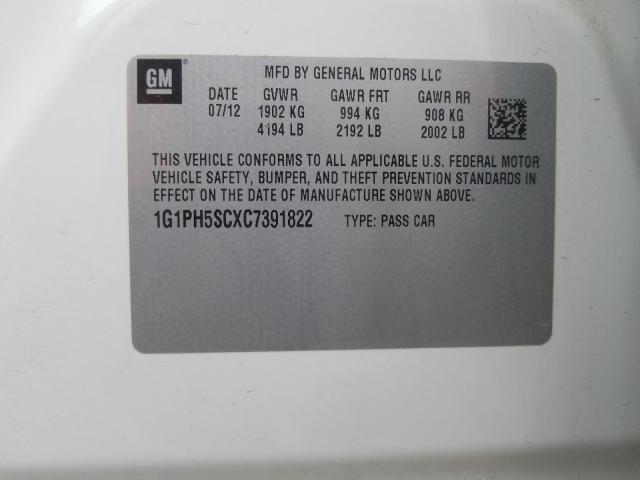 GM
MFD BY GENERAL MOTORS LLC
DATE GVWR GAWR FRT GAWR RR
07/12 1902 KG 994 KG 908 KG
4194 LB 2192 LB 2002 LB
THIS VEHICLE CONFORMS TO ALL APPLICABLE U.S. FEDERAL MOTOR
VEHICLE SAFETY, BUMPER, AND THEFT PREVENTION STANDARDS IN
EFFECT ON THE DATE OF MANUFACTURE SHOWN ABOVE.
1G1PH5SCXC7391822 TYPE: PASS CAR